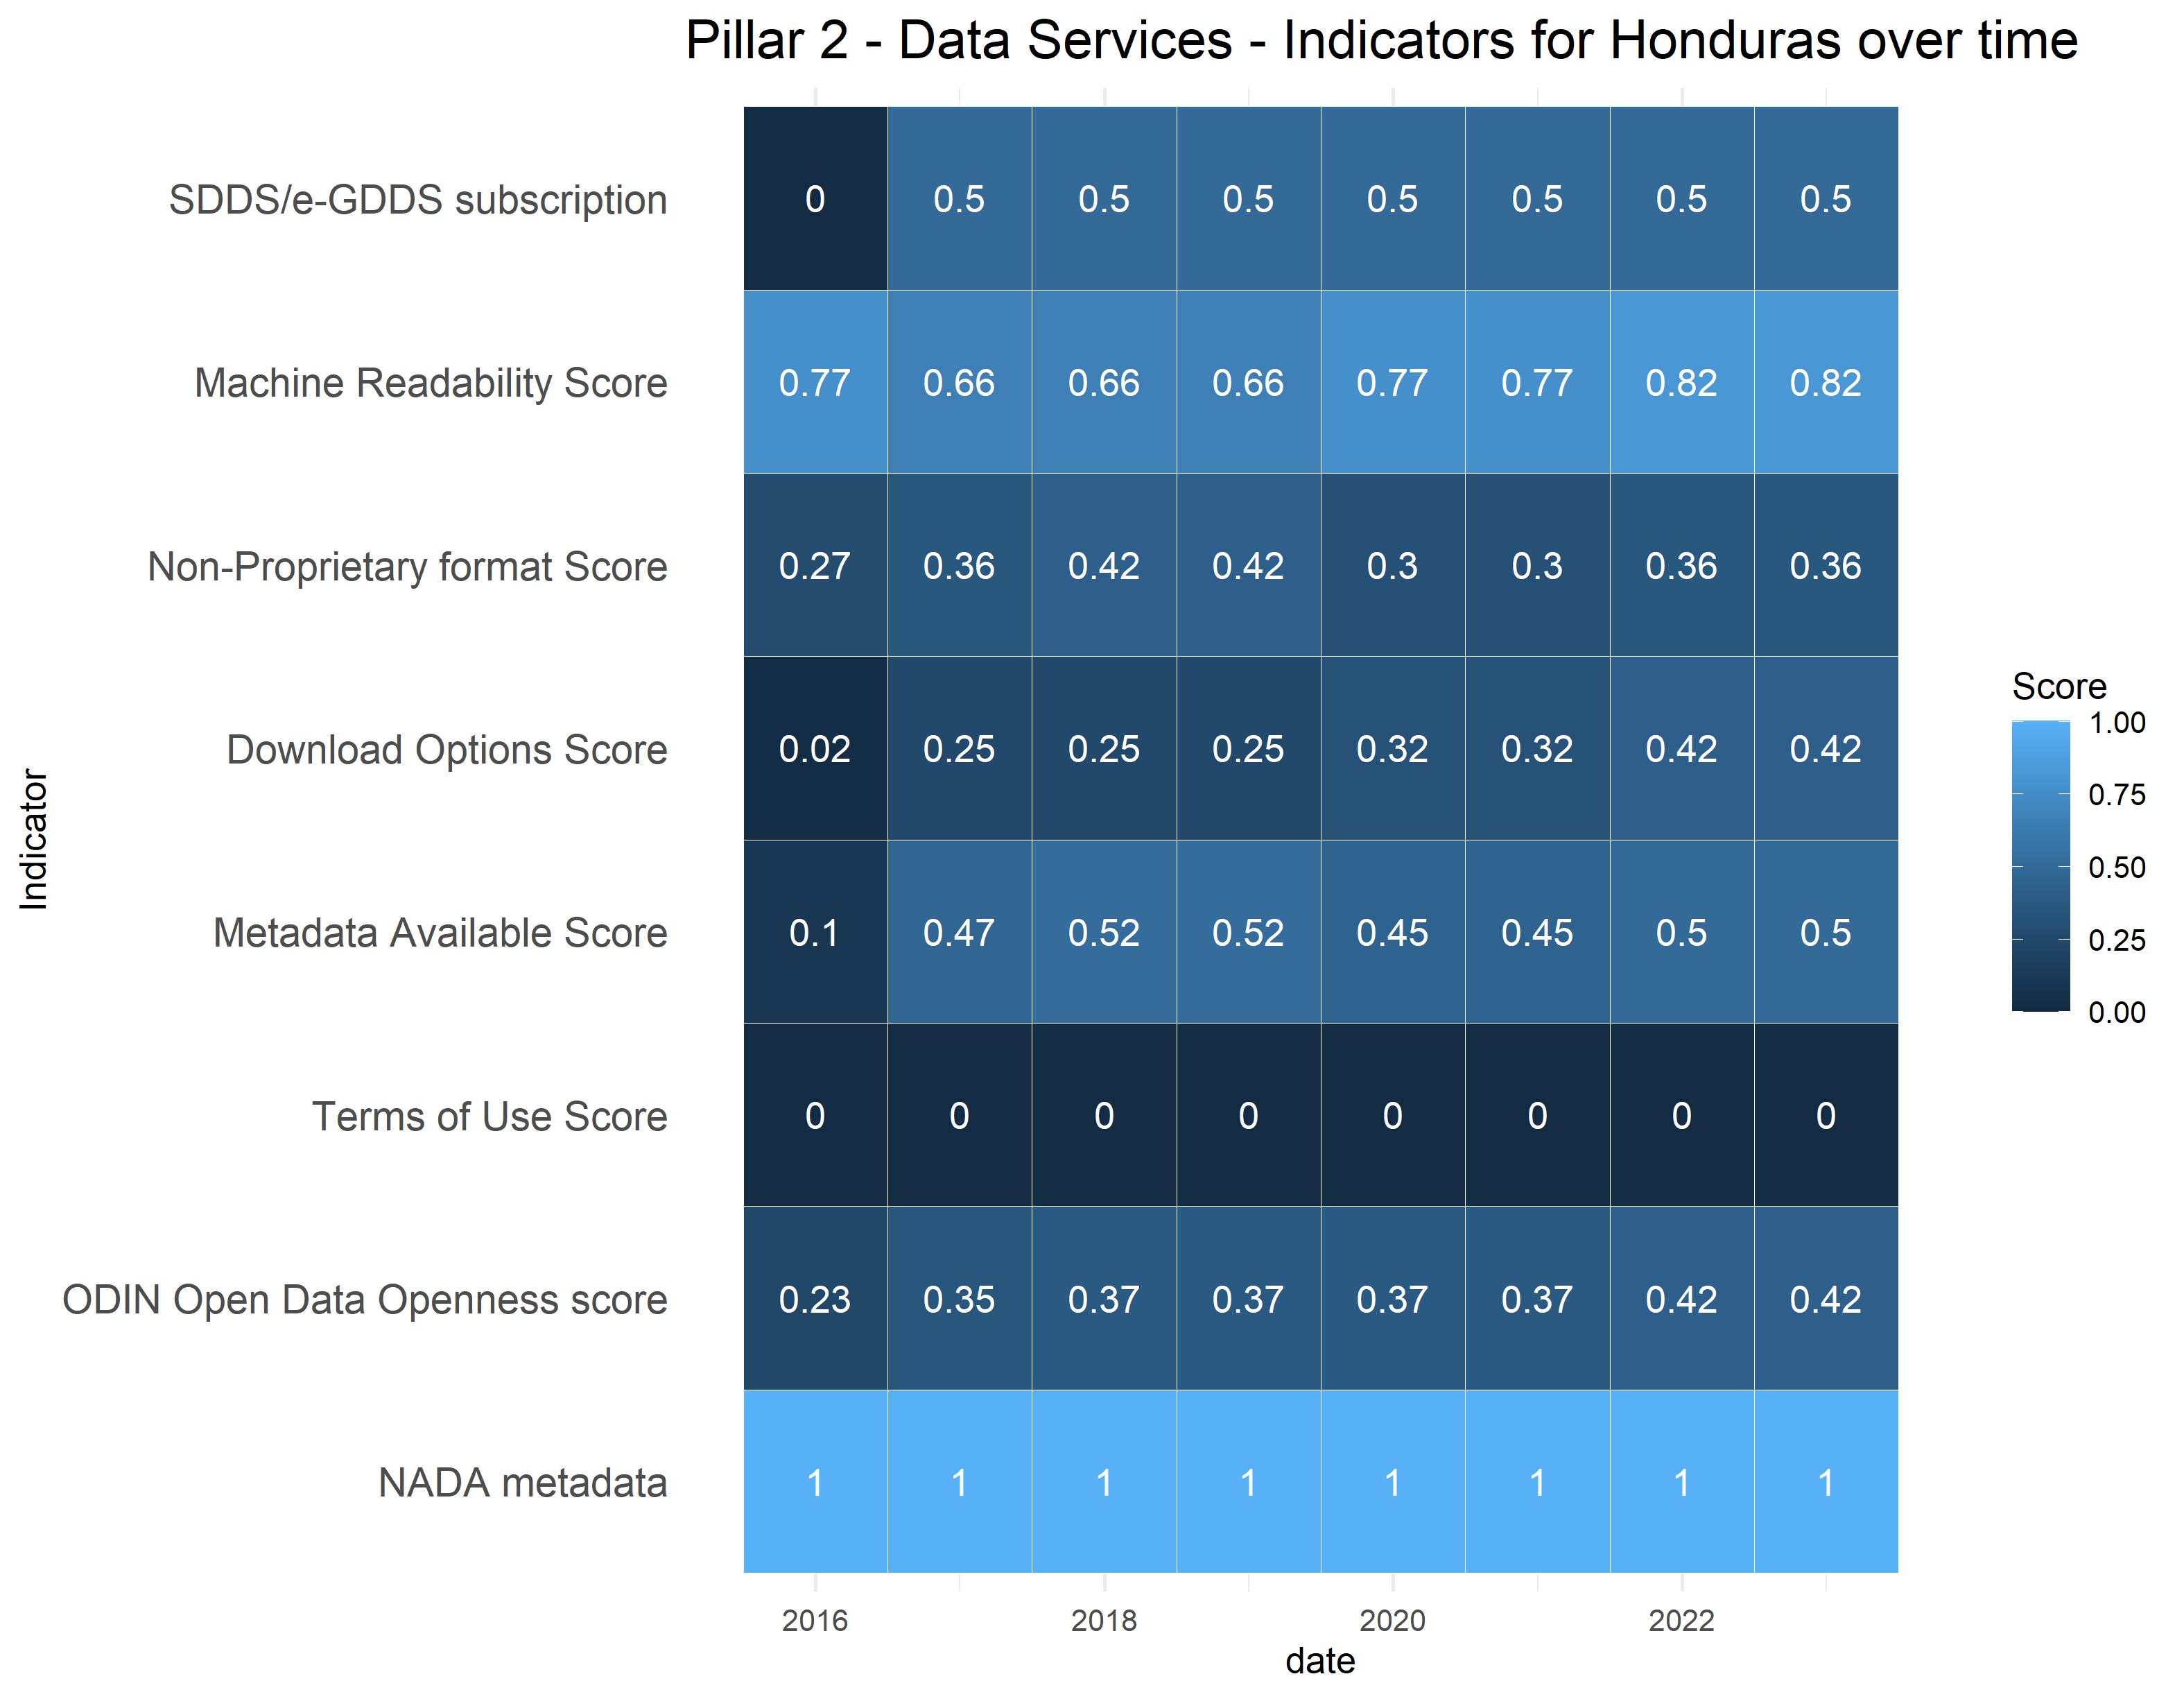 Pillar 2 - Data Services - Indicators for Honduras over time
SDDS/e-GDDS subscription 0 0.5 0.5 0.5 0.5 0.5 0.5 0.5
Machine Readability Score 0.77 0.66 0.66 0.66 0.77 0.77 0.82 0.82
Non-Proprietary format Score 0.27 0.36 0.42 0.42 0.3 0.3 0.36 0.36
Download Options Score 0.02 0.25 0.25 0.25 0.32 0.32 0.42 0.42
Metadata Available Score 0.1 0.47 0.52 0.52 0.45 0.45 0.5 0.5
Terms of Use Score 0 0 0 0 0 0 0 0
ODIN Open Data Openness score 0.23 0.35 0.37 0.37 0.37 0.37 0.42 0.42
NADA metadata 1 1 1 1 1 1 1 1
2016 2018 2020 2022
date
Indicator
Score
1.00
0.75
0.50
0.25
0.00